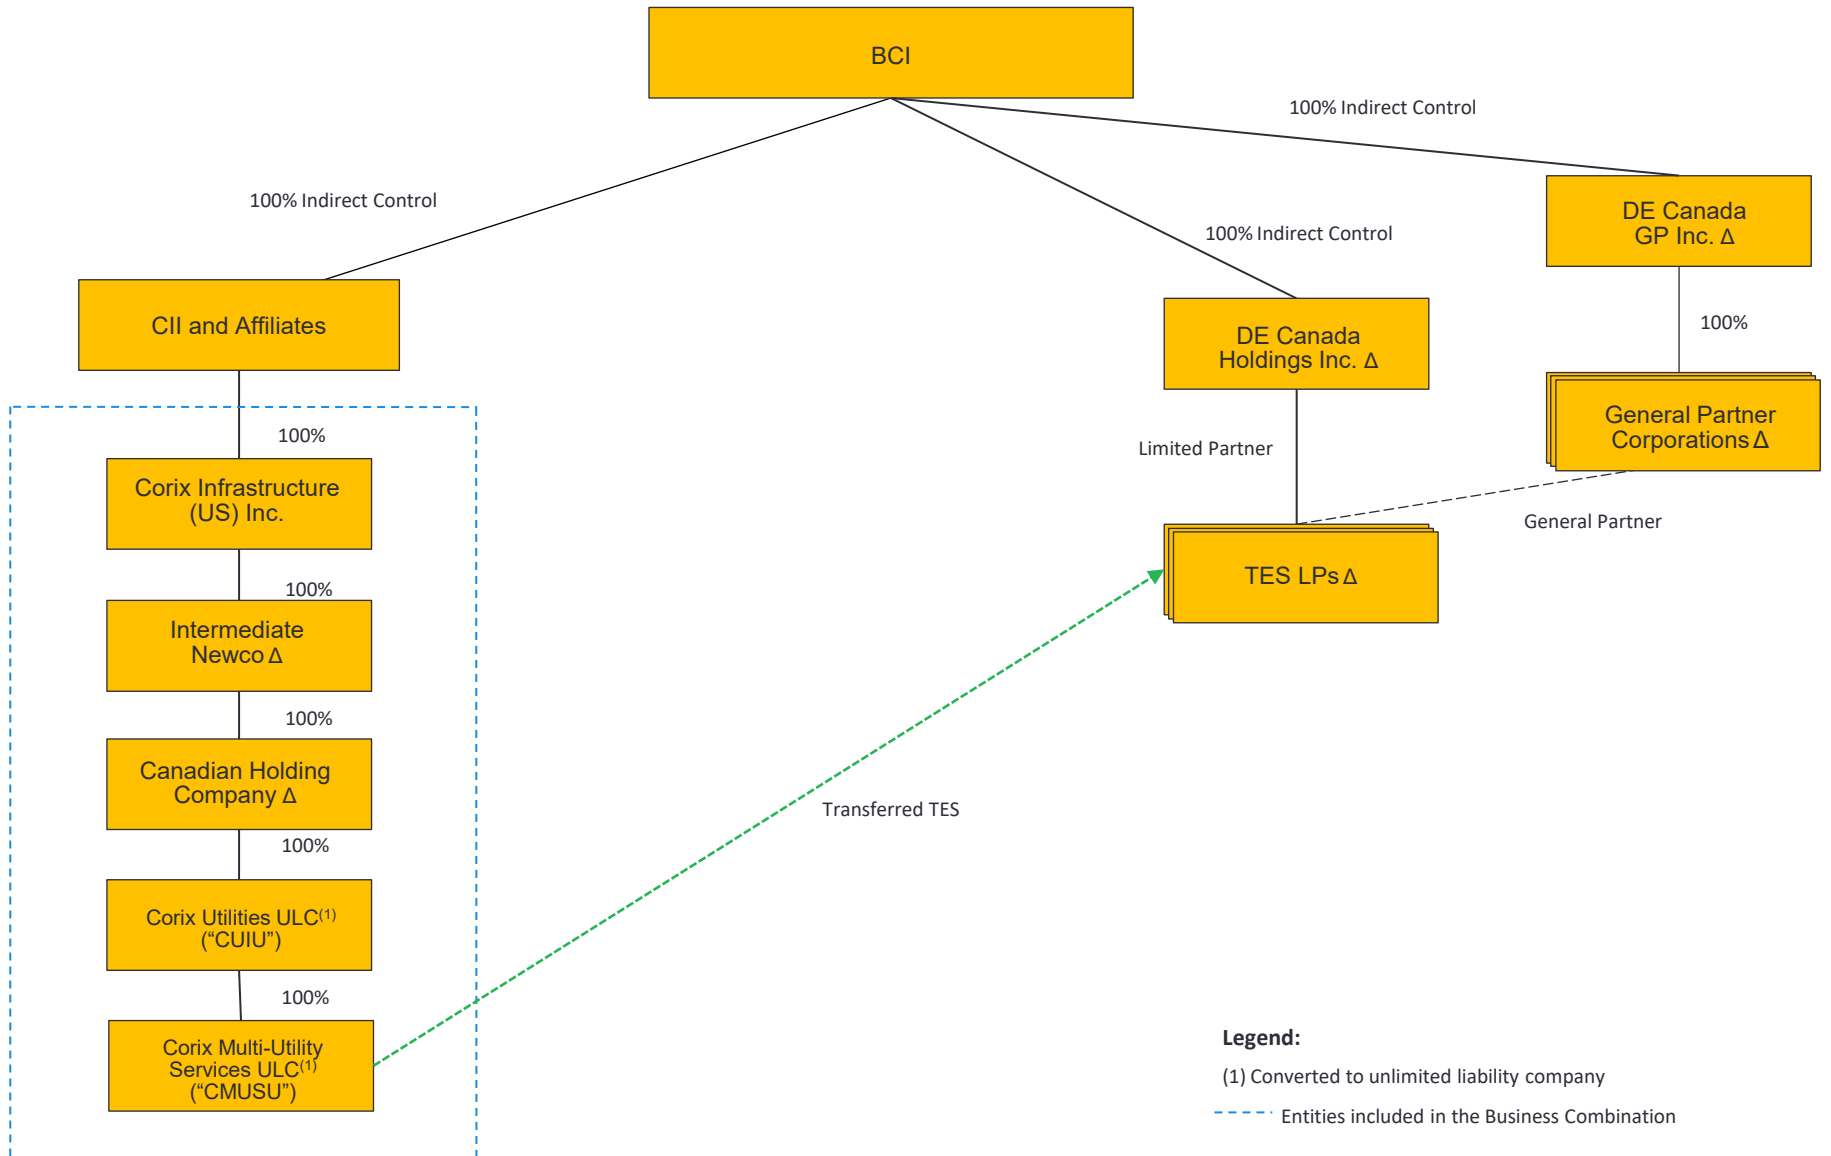 BCI
100% Indirect Control
100% Indirect Control
100% Indirect Control
DE Canada
GP Inc. Δ
CII and Affiliates
DE Canada
Holdings Inc. Δ
100%
General Partner
Corporations Δ
100%
Limited Partner
Corix Infrastructure
(US) Inc.
General Partner
100%
TES LPs Δ
Intermediate
Newco Δ
100%
Canadian Holding
Company Δ
Transferred TES
100%
Corix Utilities ULC(1)
(“CUIU”)
100%
Corix Multi-Utility
Services ULC(1)
(“CMUSU”)
Legend:
(1) Converted to unlimited liability company
Entities included in the Business Combination